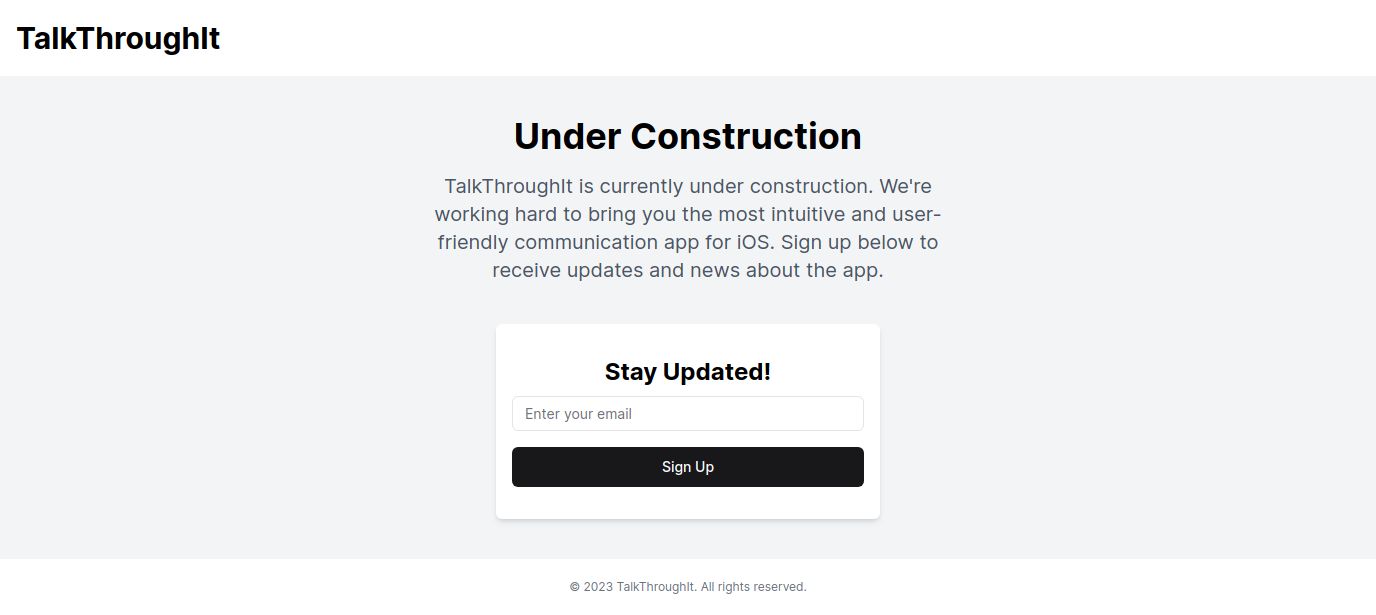 TalkThroughIt
Under Construction
TalkThroughIt is currently under construction. We're
working hard to bring you the most intuitive and user-
friendly communication app for iOS. Sign up below to
receive updates and news about the app.
Stay Updated!
Enter your email
Sign Up
© 2023 TalkThroughIt. All rights reserved.